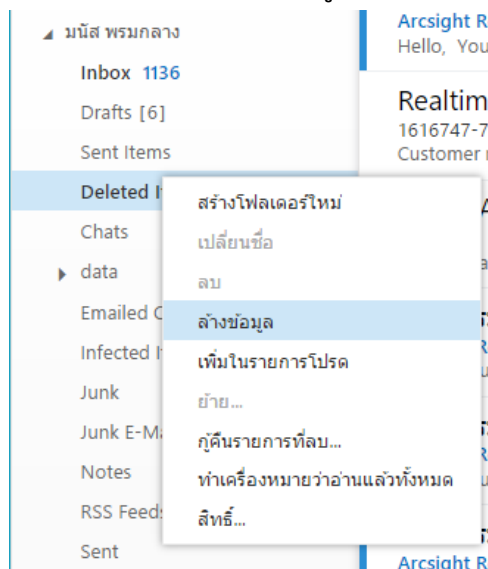 มนัส พรมกลาง
Inbox 1136
Drafts [6]
Sent Items
Deleted
Chats
data
Emailed
Infected
Junk
Junk
Notes
RSS
Sent
สร้างโฟลเดอร์ใหม่
เปลี่ยนชื่อ
ลบ
ล้างข้อมูล
เพิ่มในรายการโปรด
ย้าย...
กู้คืนรายการที่ลบ...
ทำเครื่องหมายว่าอ่านแล้วทั้งหมด
สิทธิ์...
Arcsight R
Hello, You
Realtim
1616747-7
Customer
Arcsight R